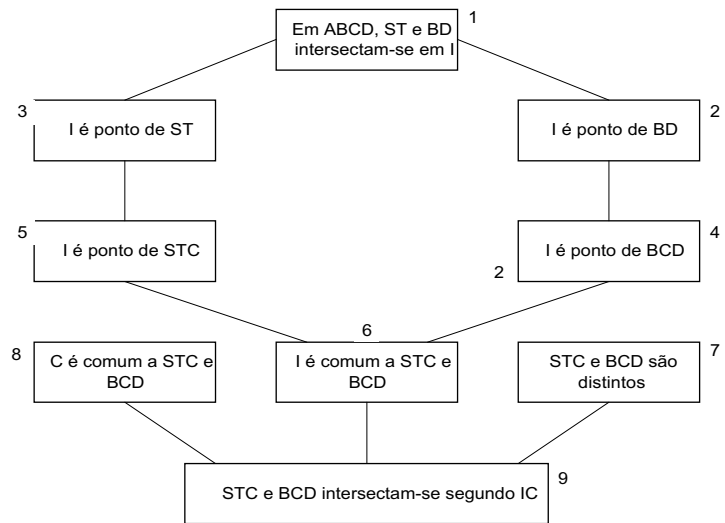 1
Em ABCD, ST e BD
intersectam-se em I
3
I é ponto de ST
I é ponto de BD
2
5
I é ponto de STC
I é ponto de BCD
4
2
6
8
C é comum a STC e
BCD
I é comum a STC e
BCD
STC e BCD são
distintos
7
STC e BCD intersectam-se segundo IC
9